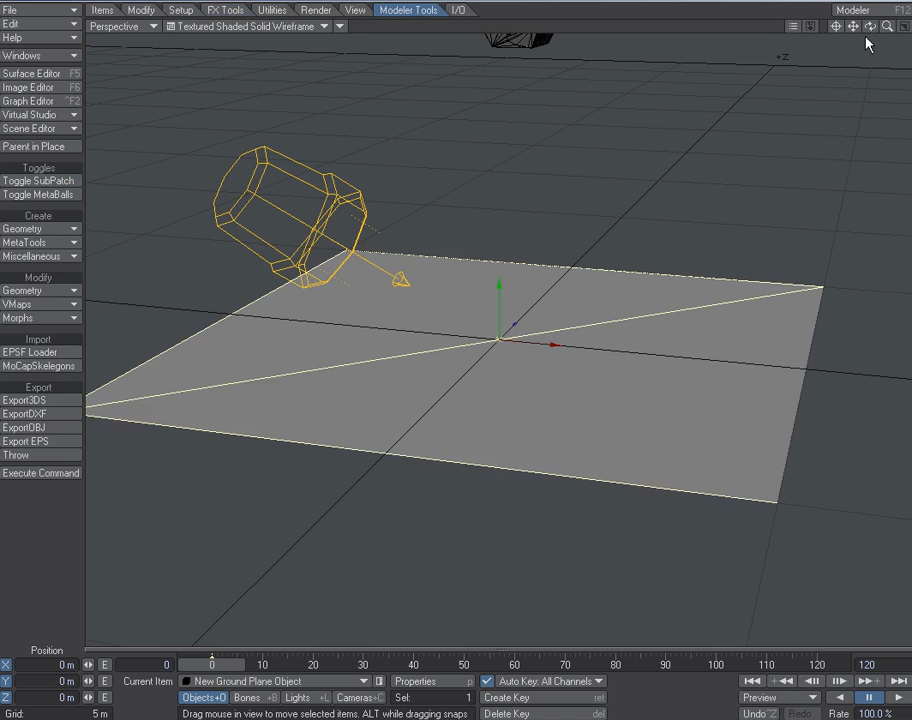 File Items Modify Setup FX Tools Utilities Render View Modeler Tools I/O Modeler F12
Edit Perspective Textured Shaded Solid Wireframe
Help
Windows
Surface Editor F5
Image Editor F6
Graph Editor ^F2
Virtual Studio
Scene Editor
Parent in Place
Toggles
Toggle SubPatch
Toggle MetaBalls
Create
Geometry
MetaTools
Miscellaneous
Modify
Geometry
VMaps
Morphs
Import
EPSF Loader
MoCapSkelegons
Export
Export3DS
ExportDXF
ExportOBJ
Export EPS
Throw
Execute Command
+Z
Position
X 0 m E 0 0 10 20 30 40 50 60 70 80 90 100 110 120 120
Y 0 m E Current Item New Ground Plane Object Properties p Auto Key: All Channels
Z 0 m E Objects+O Bones +B Lights +L Cameras+C Sel: 1 Create Key ret Preview
Grid: 5 m Drag mouse in view to move selected items. ALT while dragging snaps Delete Key del Undo ^Z Redo Rate 100.0 %